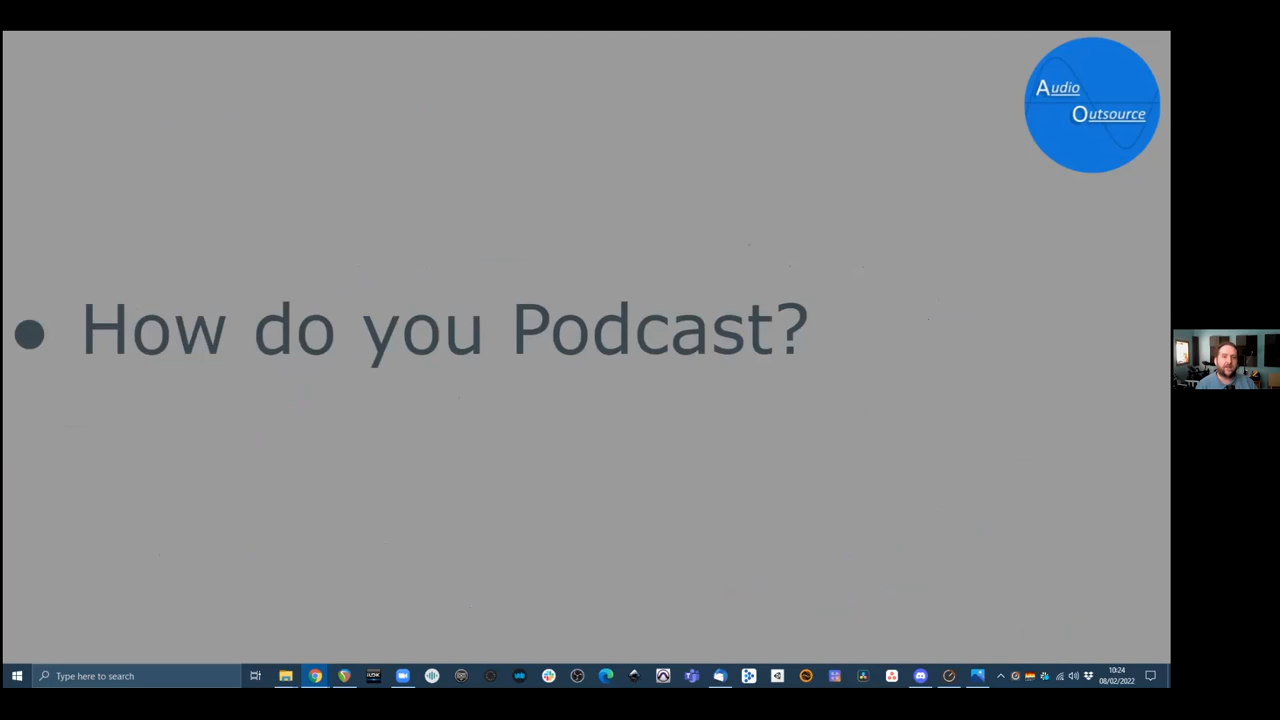 Audio
Outsource
● How do you Podcast?
Type here to search
10:24
08/02/2022